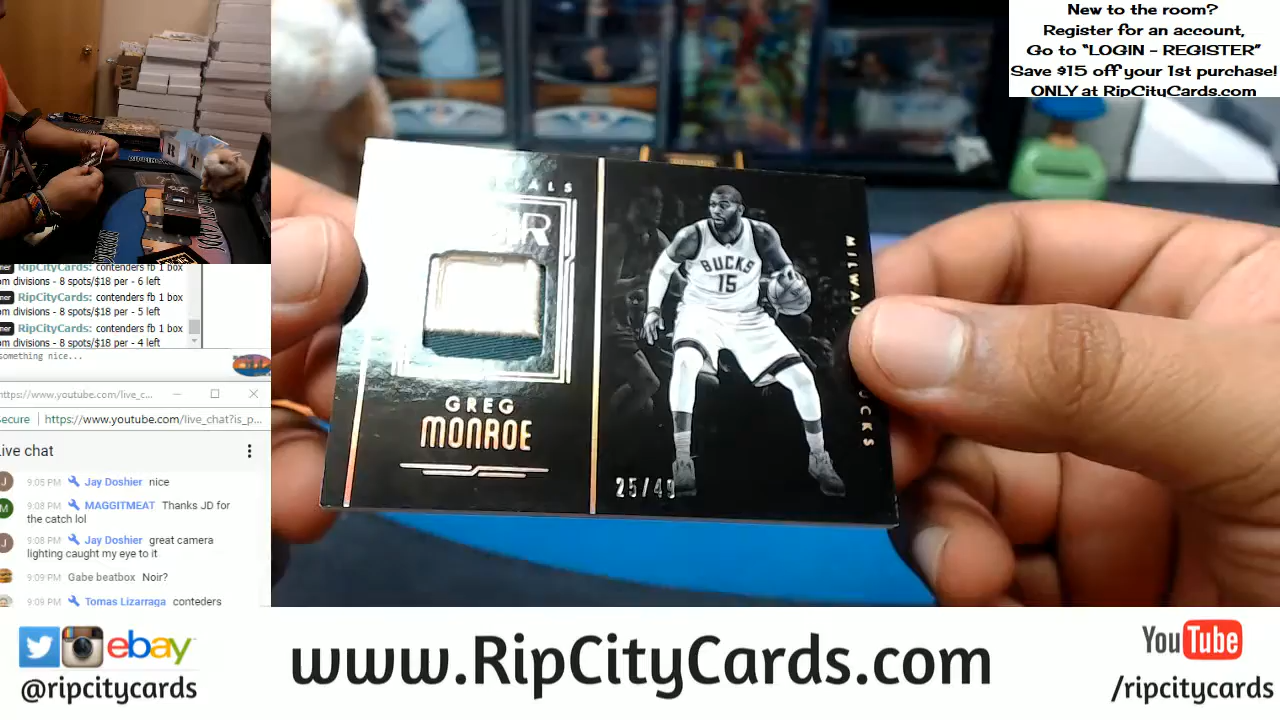 New to the room?
Register for an account,
Go to “LOGIN – REGISTER”
Save $15 off your 1st purchase!
ONLY at RipCityCards.com
RipCityCards: contenders fb 1 box
om divisions - 8 spots/$18 per - 6 left
RipCityCards: contenders fb 1 box
om divisions - 8 spots/$18 per - 5 left
RipCityCards: contenders fb 1 box
om divisions - 8 spots/$18 per - 4 left
something nice...
https://www.youtube.com/live_c...
ecure https://www.youtube.com/live_chat?is_p...
ive chat
9:05 PM Jay Doshier nice
9:08 PM MAGGITMEAT Thanks JD for
the catch lol
9:08 PM Jay Doshier great camera
lighting caught my eye to it
9:09 PM Gabe beatbox Noir?
9:09 PM Tomas Lizarraga conteders
ALS
GREG
MONROE
BUCKS
15
25/49
ebay
@ripcitycards
www.RipCityCards.com
YouTube
/ripcitycards